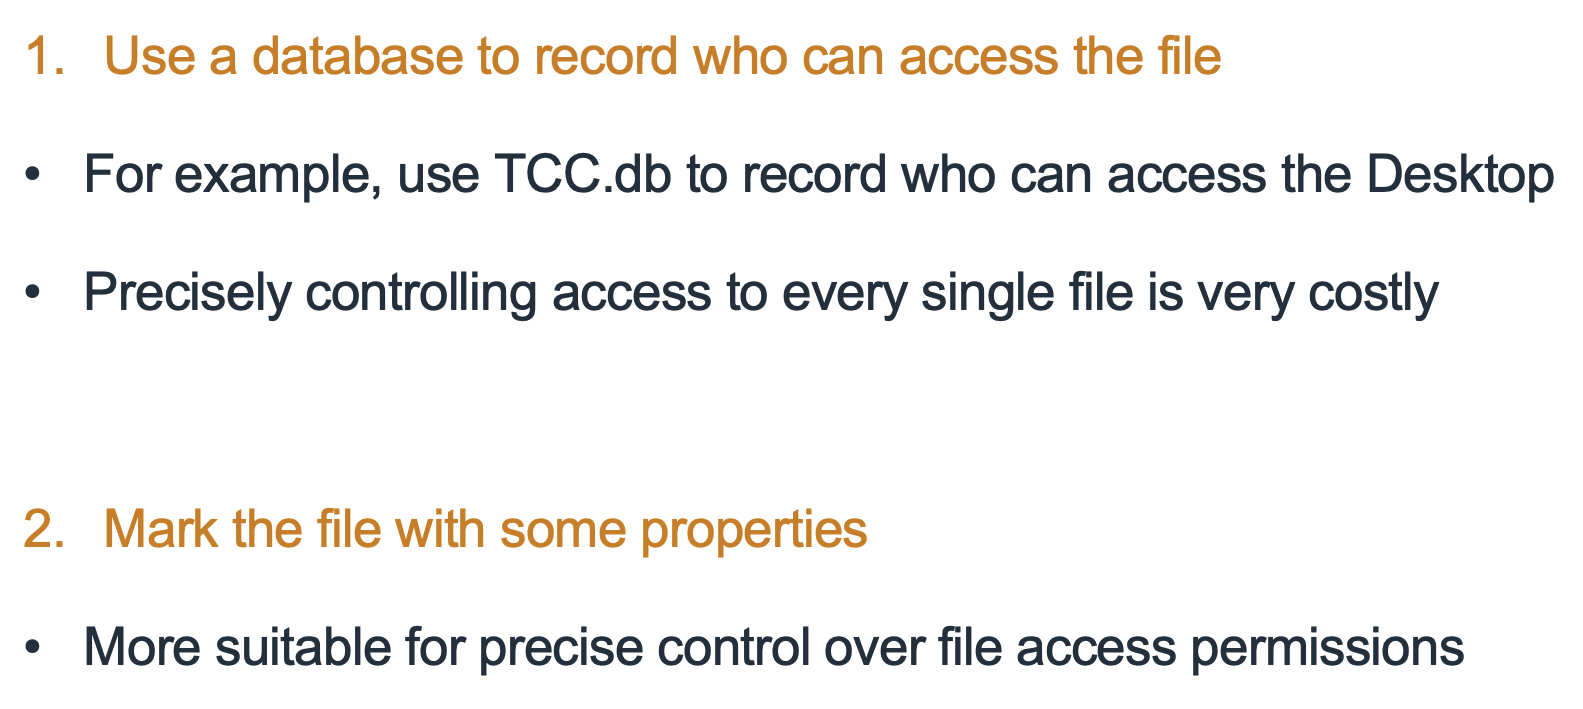 1. Use a database to record who can access the file
• For example, use TCC.db to record who can access the Desktop
• Precisely controlling access to every single file is very costly
2. Mark the file with some properties
• More suitable for precise control over file access permissions